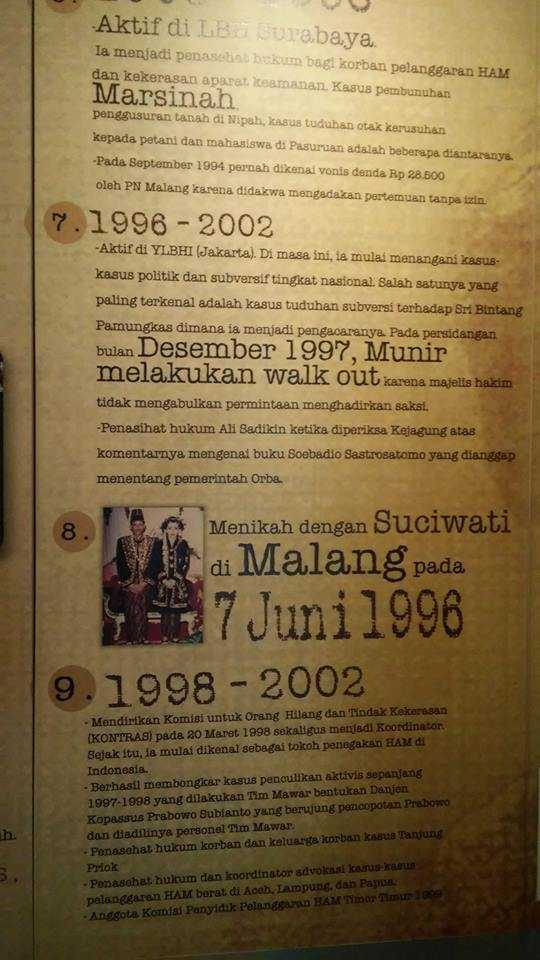 -Aktif di LBH Surabaya.
Ia menjadi penasehat hukum bagi korban pelanggaran HAM
dan kekerasan aparat keamanan. Kasus pembunuhan
Marsinah,
penggusuran tanah di Nipah, kasus tuduhan otak kerusuhan
kepada petani dan mahasiswa di Pasuruan adalah beberapa diantaranya.
-Pada September 1994 pernah dikenai vonis denda Rp 28.500
oleh PN Malang karena didakwa mengadakan pertemuan tanpa izin.
7. 1996 - 2002
-Aktif di YLBHI (Jakarta). Di masa ini, ia mulai menangani kasus-
kasus politik dan subversif tingkat nasional. Salah satunya yang
paling terkenal adalah kasus tuduhan subversi terhadap Sri Bintang
Pamungkas dimana ia menjadi pengacaranya. Pada persidangan
bulan Desember 1997, Munir
melakukan walk out karena majelis hakim
tidak mengabulkan permintaan menghadirkan saksi.
-Penasihat hukum Ali Sadikin ketika diperiksa Kejagung atas
komentarnya mengenai buku Soebadio Sastrosatomo yang dianggap
menentang pemerintah Orba.
8. Menikah dengan Suciwati
di Malang pada
7 Juni 1996
9. 1998 - 2002
- Mendirikan Komisi untuk Orang Hilang dan Tindak Kekerasan
(KONTRAS) pada 20 Maret 1998 sekaligus menjadi Koordinator.
Sejak itu, ia mulai dikenal sebagai tokoh penegakan HAM di
Indonesia.
- Berhasil membongkar kasus penculikan aktivis sepanjang
1997-1998 yang dilakukan Tim Mawar bentukan Danjen
Kopassus Prabowo Subianto yang berujung pencopotan Prabowo
dan diadilinya personel Tim Mawar.
- Penasehat hukum korban dan keluarga korban kasus Tanjung
Priok
- Penasehat hukum dan koordinator advokasi kasus-kasus
pelanggaran HAM berat di Aceh, Lampung, dan Papua.
- Anggota Komisi Penyidik Pelanggaran HAM Timor Timur 1999